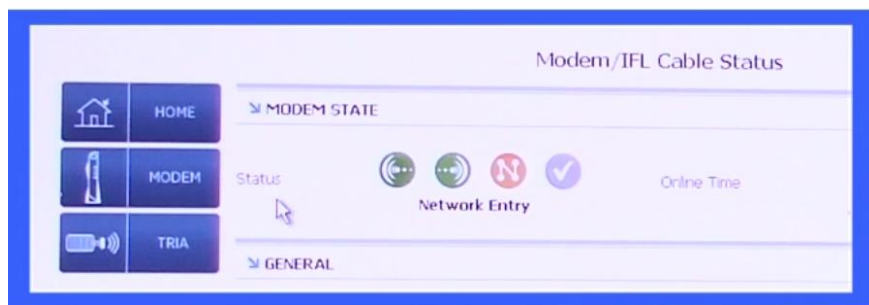 Modem/IFL Cable Status
HOME
MODEM STATE
MODEM
Status
Online Time
Network Entry
TRIA
GENERAL